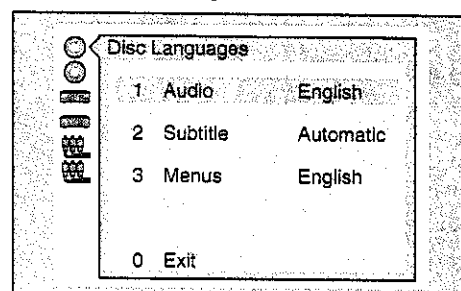 Disc Languages
1 Audio English
2 Subtitle Automatic
3 Menus English
0 Exit